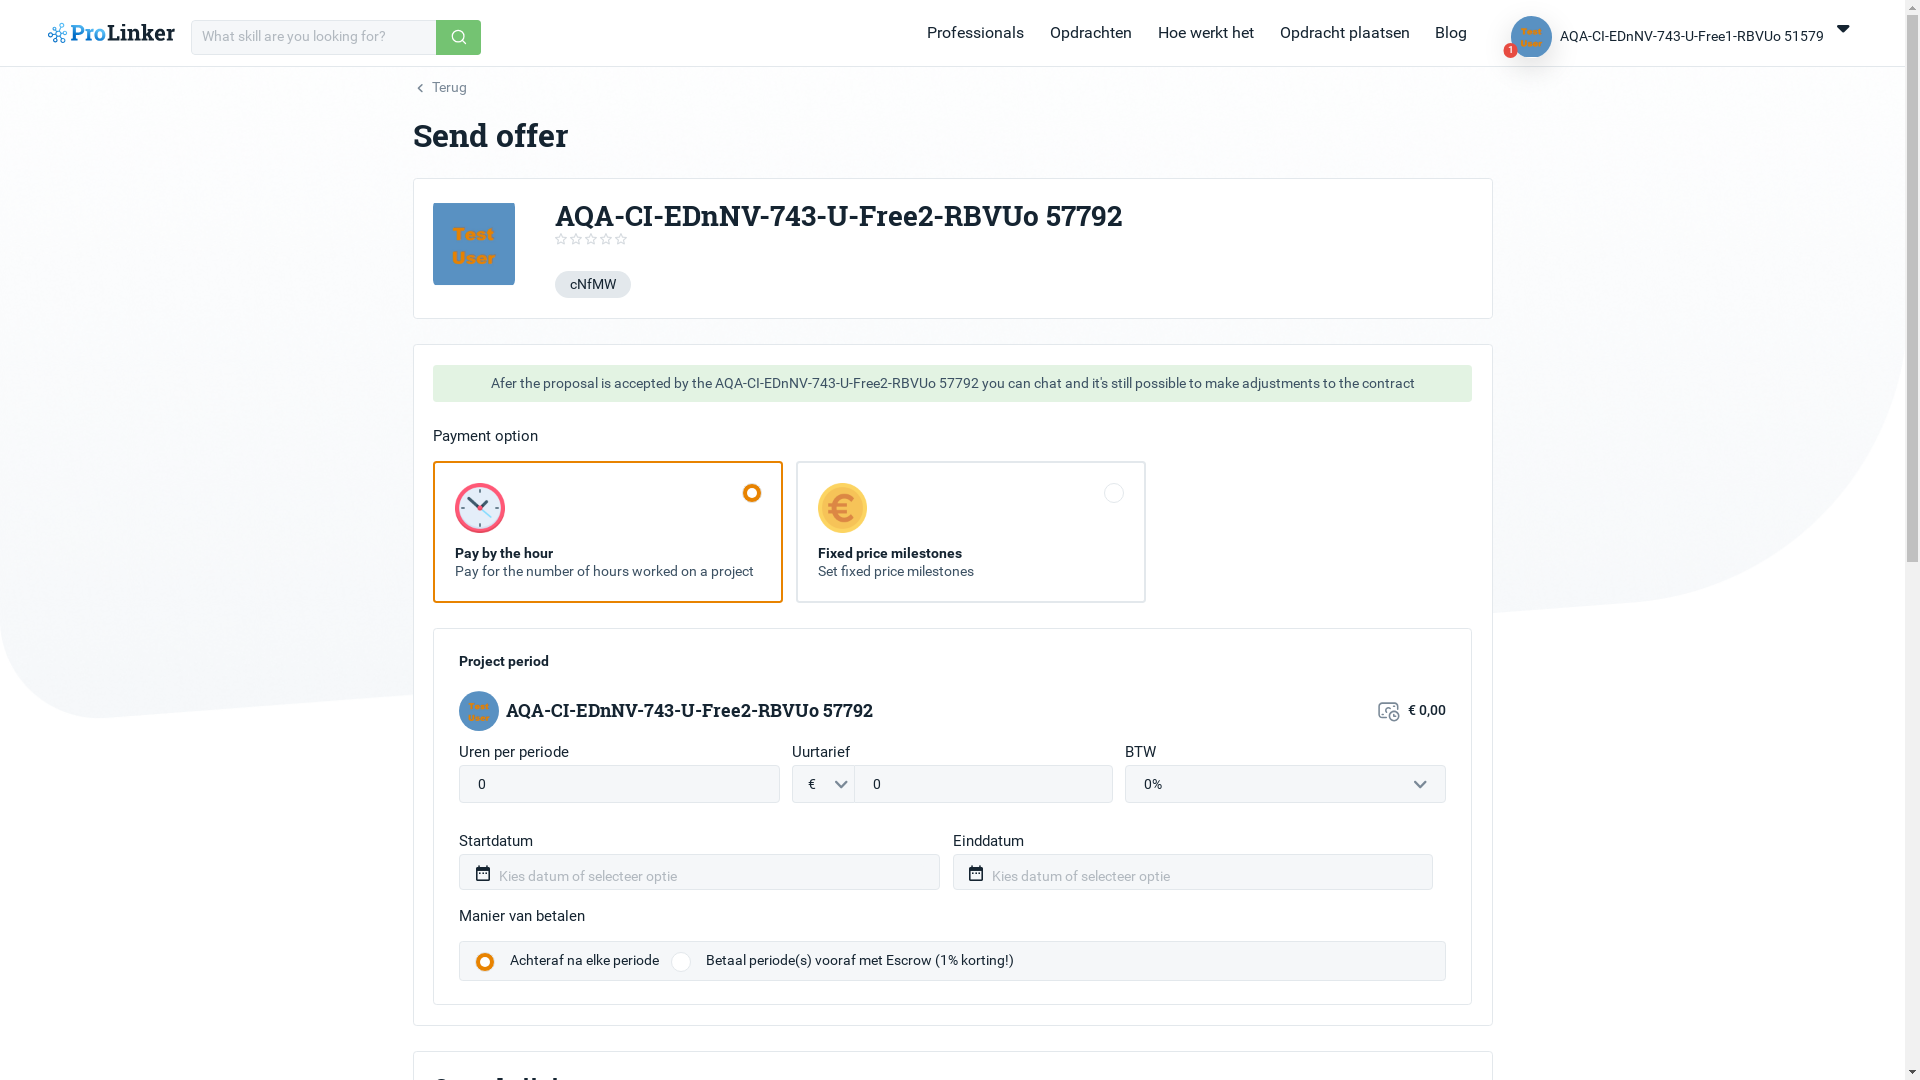 ProLinker
What skill are you looking for?
Professionals
Opdrachten
Hoe werkt het
Opdracht plaatsen
Blog
Test
User
1
AQA-CI-EDnNV-743-U-Free1-RBVUo 51579
Terug
Send offer
Test
User
AQA-CI-EDnNV-743-U-Free2-RBVUo 57792
cNfMW
Afer the proposal is accepted by the AQA-CI-EDnNV-743-U-Free2-RBVUo 57792 you can chat and it's still possible to make adjustments to the contract
Payment option
Pay by the hour
Pay for the number of hours worked on a project
Fixed price milestones
Set fixed price milestones
Project period
Test
User
AQA-CI-EDnNV-743-U-Free2-RBVUo 57792
€ 0,00
Uren per periode
Uurtarief
BTW
0
€
0
0%
Startdatum
Einddatum
Kies datum of selecteer optie
Kies datum of selecteer optie
Manier van betalen
Achteraf na elke periode
Betaal periode(s) vooraf met Escrow (1% korting!)